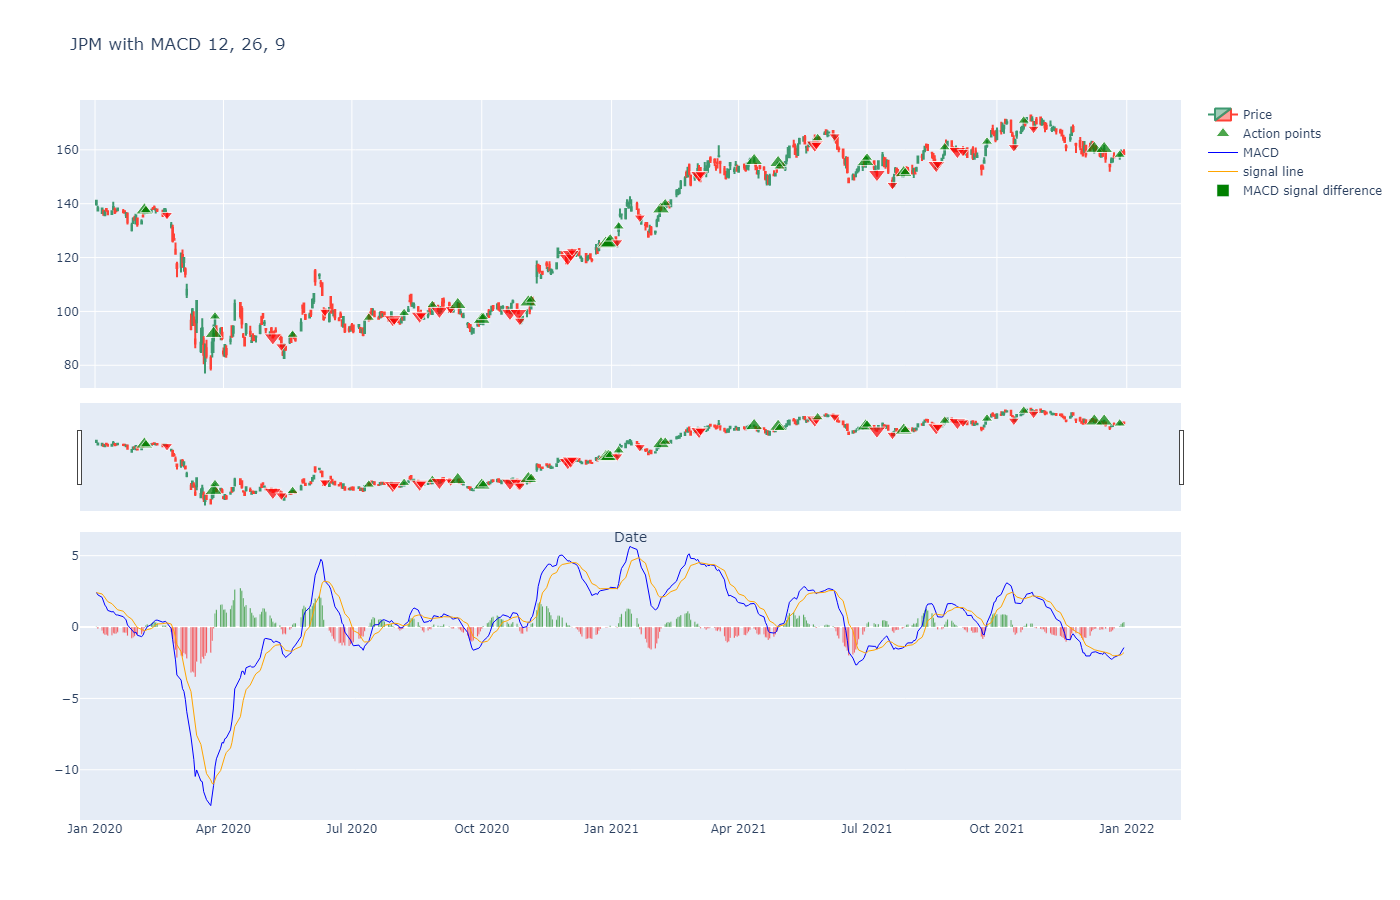 JPM with MACD 12, 26, 9
Price
Action points
MACD
signal line
MACD signal difference
160
140
120
100
80
Date
5
0
−5
−10
Jan 2020 Apr 2020 Jul 2020 Oct 2020 Jan 2021 Apr 2021 Jul 2021 Oct 2021 Jan 2022